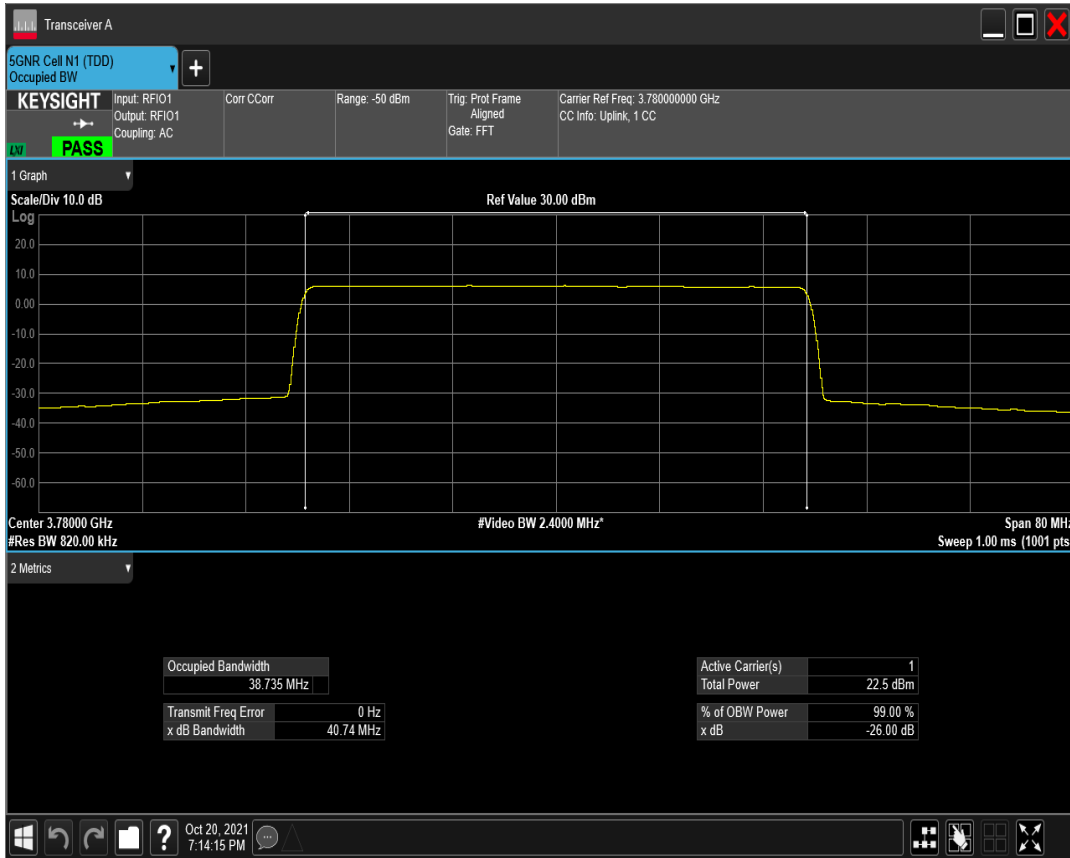 Transceiver A
5GNR Cell N1 (TDD)
Occupied BW
+
KEYSIGHT
LXI
PASS
Input: RFIO1
Output: RFIO1
Coupling: AC
Corr CCorr
Range: -50 dBm
Trig: Prot Frame
Aligned
Gate: FFT
Carrier Ref Freq: 3.780000000 GHz
CC Info: Uplink, 1 CC
1 Graph
Scale/Div 10.0 dB
Ref Value 30.00 dBm
Log
20.0
10.0
0.00
-10.0
-20.0
-30.0
-40.0
-50.0
-60.0
Center 3.78000 GHz
#Video BW 2.4000 MHz*
Span 80 MHz
#Res BW 820.00 kHz
Sweep 1.00 ms (1001 pts
2 Metrics
Occupied Bandwidth
38.735 MHz
Transmit Freq Error 0 Hz
x dB Bandwidth 40.74 MHz
Active Carrier(s) 1
Total Power 22.5 dBm
% of OBW Power 99.00 %
x dB -26.00 dB
?
Oct 20, 2021
7:14:15 PM